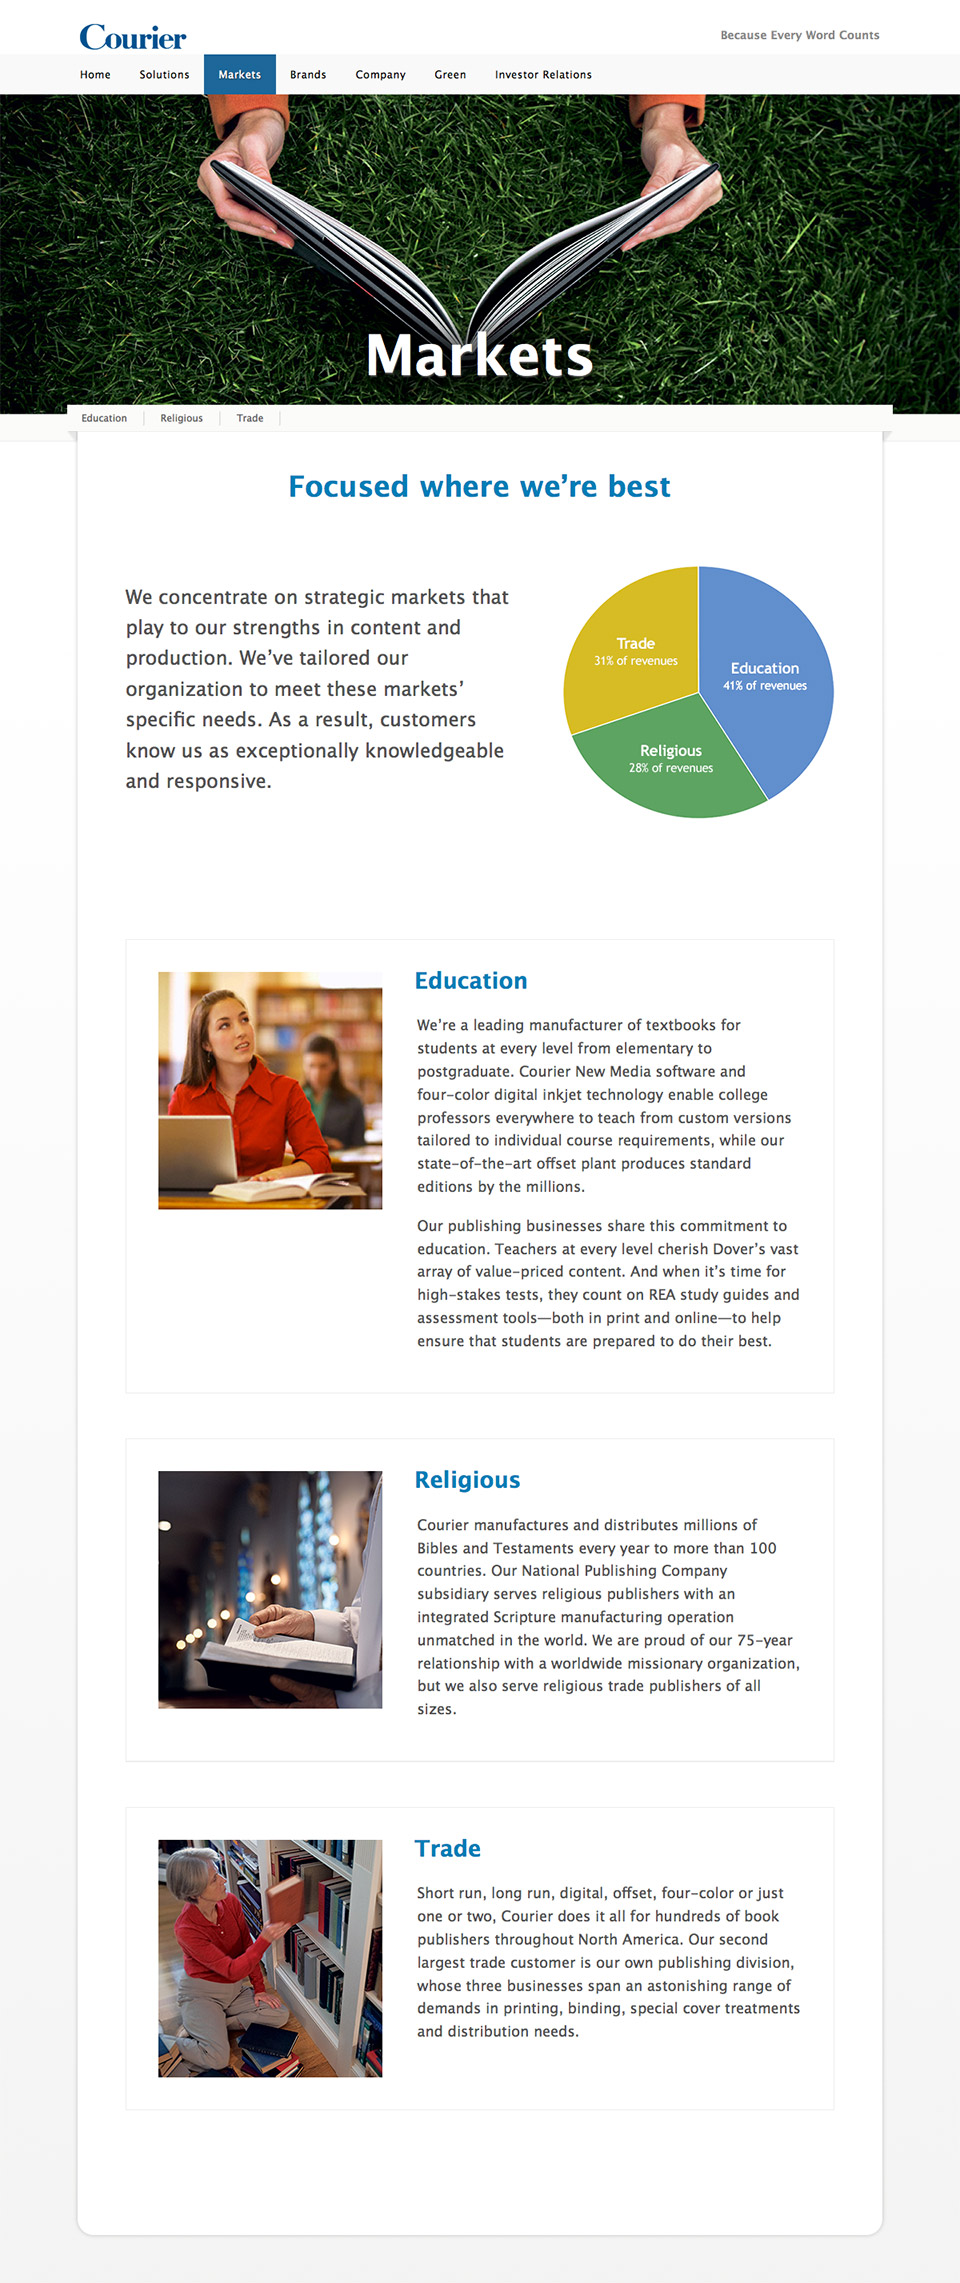 Courier
Because Every Word Counts
Home Solutions Markets Brands Company Green Investor Relations
Markets
Education Religious Trade
Focused where we’re best
We concentrate on strategic markets that
play to our strengths in content and
production. We’ve tailored our
organization to meet these markets’
specific needs. As a result, customers
know us as exceptionally knowledgeable
and responsive.
Trade
31% of revenues
Education
41% of revenues
Religious
28% of revenues
Education
We’re a leading manufacturer of textbooks for
students at every level from elementary to
postgraduate. Courier New Media software and
four-color digital inkjet technology enable college
professors everywhere to teach from custom versions
tailored to individual course requirements, while our
state-of-the-art offset plant produces standard
editions by the millions.
Our publishing businesses share this commitment to
education. Teachers at every level cherish Dover’s vast
array of value-priced content. And when it’s time for
high-stakes tests, they count on REA study guides and
assessment tools—both in print and online—to help
ensure that students are prepared to do their best.
Religious
Courier manufactures and distributes millions of
Bibles and Testaments every year to more than 100
countries. Our National Publishing Company
subsidiary serves religious publishers with an
integrated Scripture manufacturing operation
unmatched in the world. We are proud of our 75-year
relationship with a worldwide missionary organization,
but we also serve religious trade publishers of all
sizes.
Trade
Short run, long run, digital, offset, four-color or just
one or two, Courier does it all for hundreds of book
publishers throughout North America. Our second
largest trade customer is our own publishing division,
whose three businesses span an astonishing range of
demands in printing, binding, special cover treatments
and distribution needs.